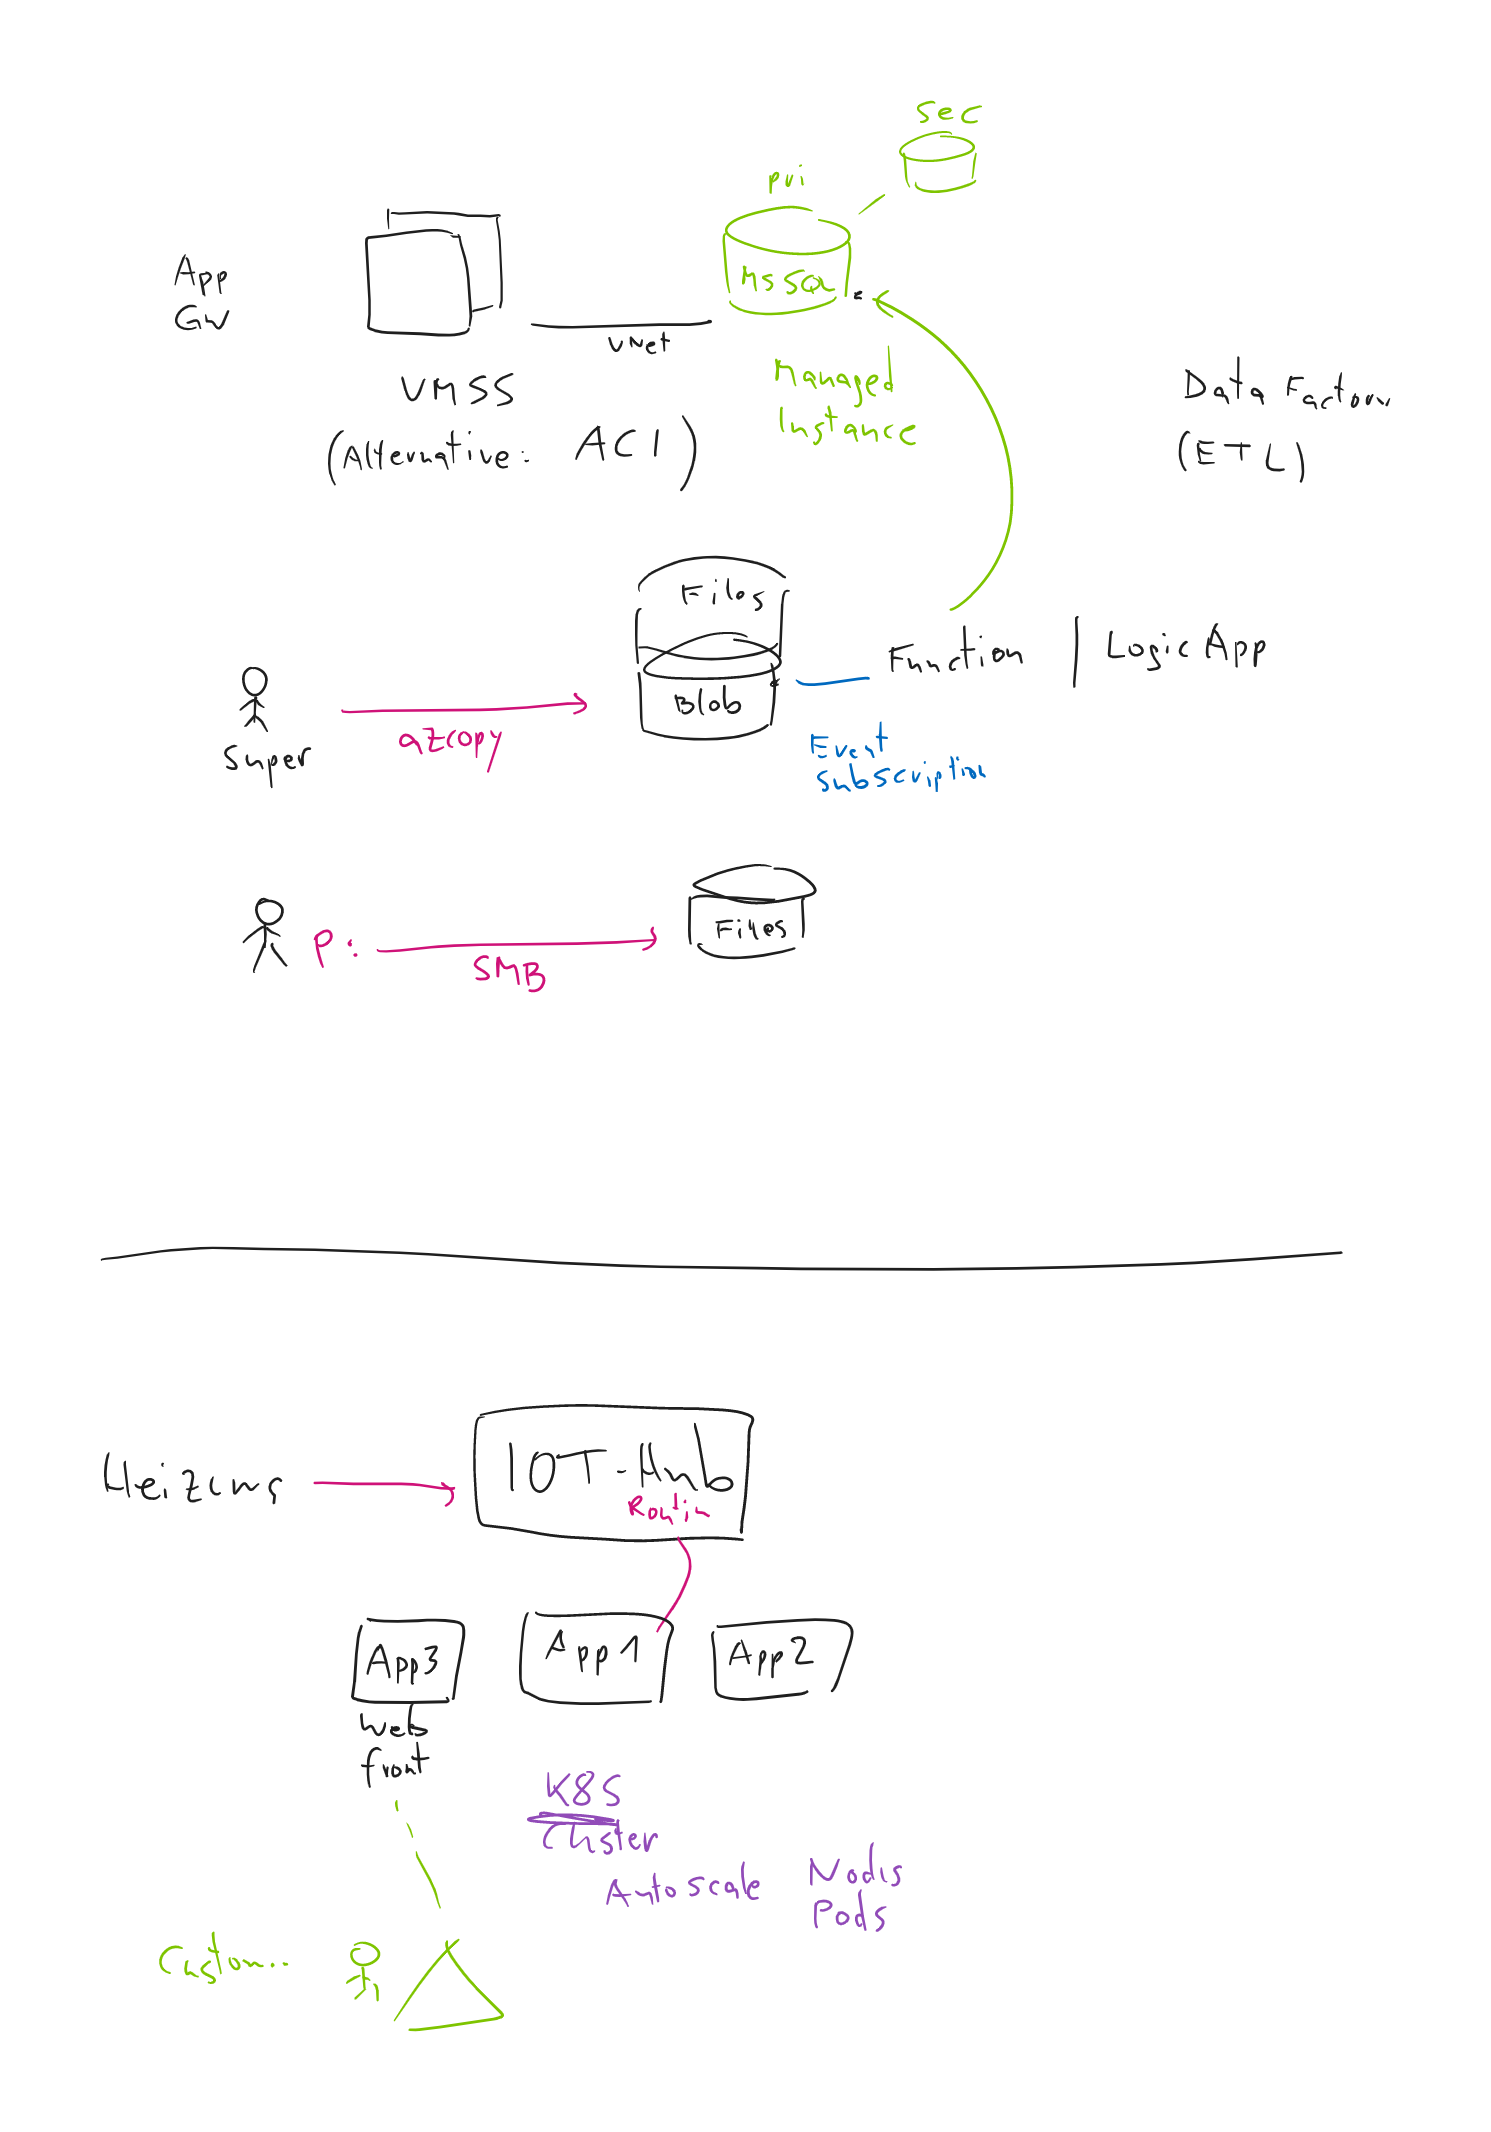 sec
pri
App
GW
MSSQL
VNet
VMSS
Managed
Instance
(Alternative: ACI)
Data Factory
(ETL)
Files
Function | Logic App
Blob
Super
azcopy
Event
Subscription
P:
SMB
Files
Heizung
IOT-Hub
Routin
App3
App1
App2
Web
front
K8S
Cluster
Autoscale Nodes
Pods
Custom..